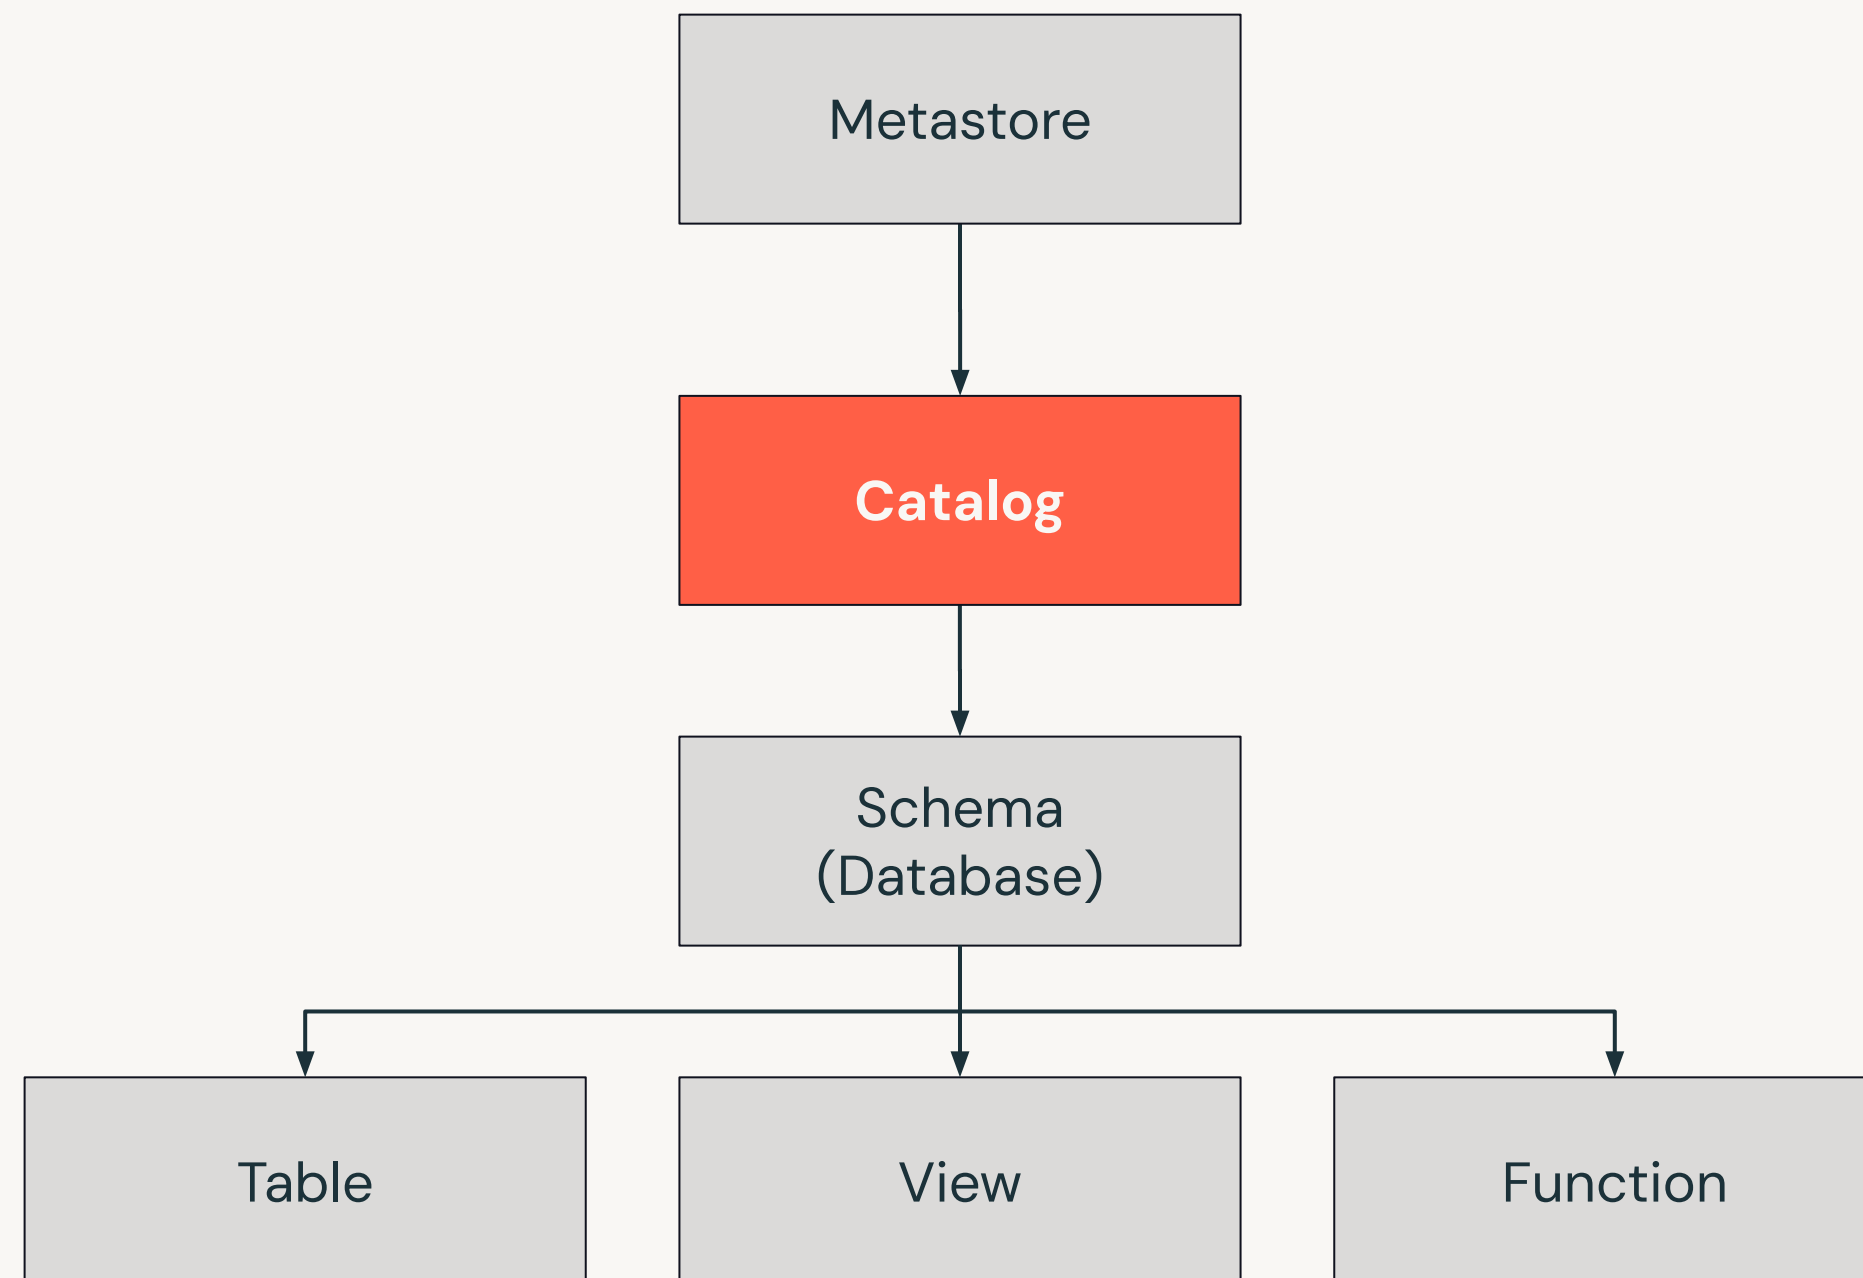 Metastore
Catalog
Schema
(Database)
Table
View
Function